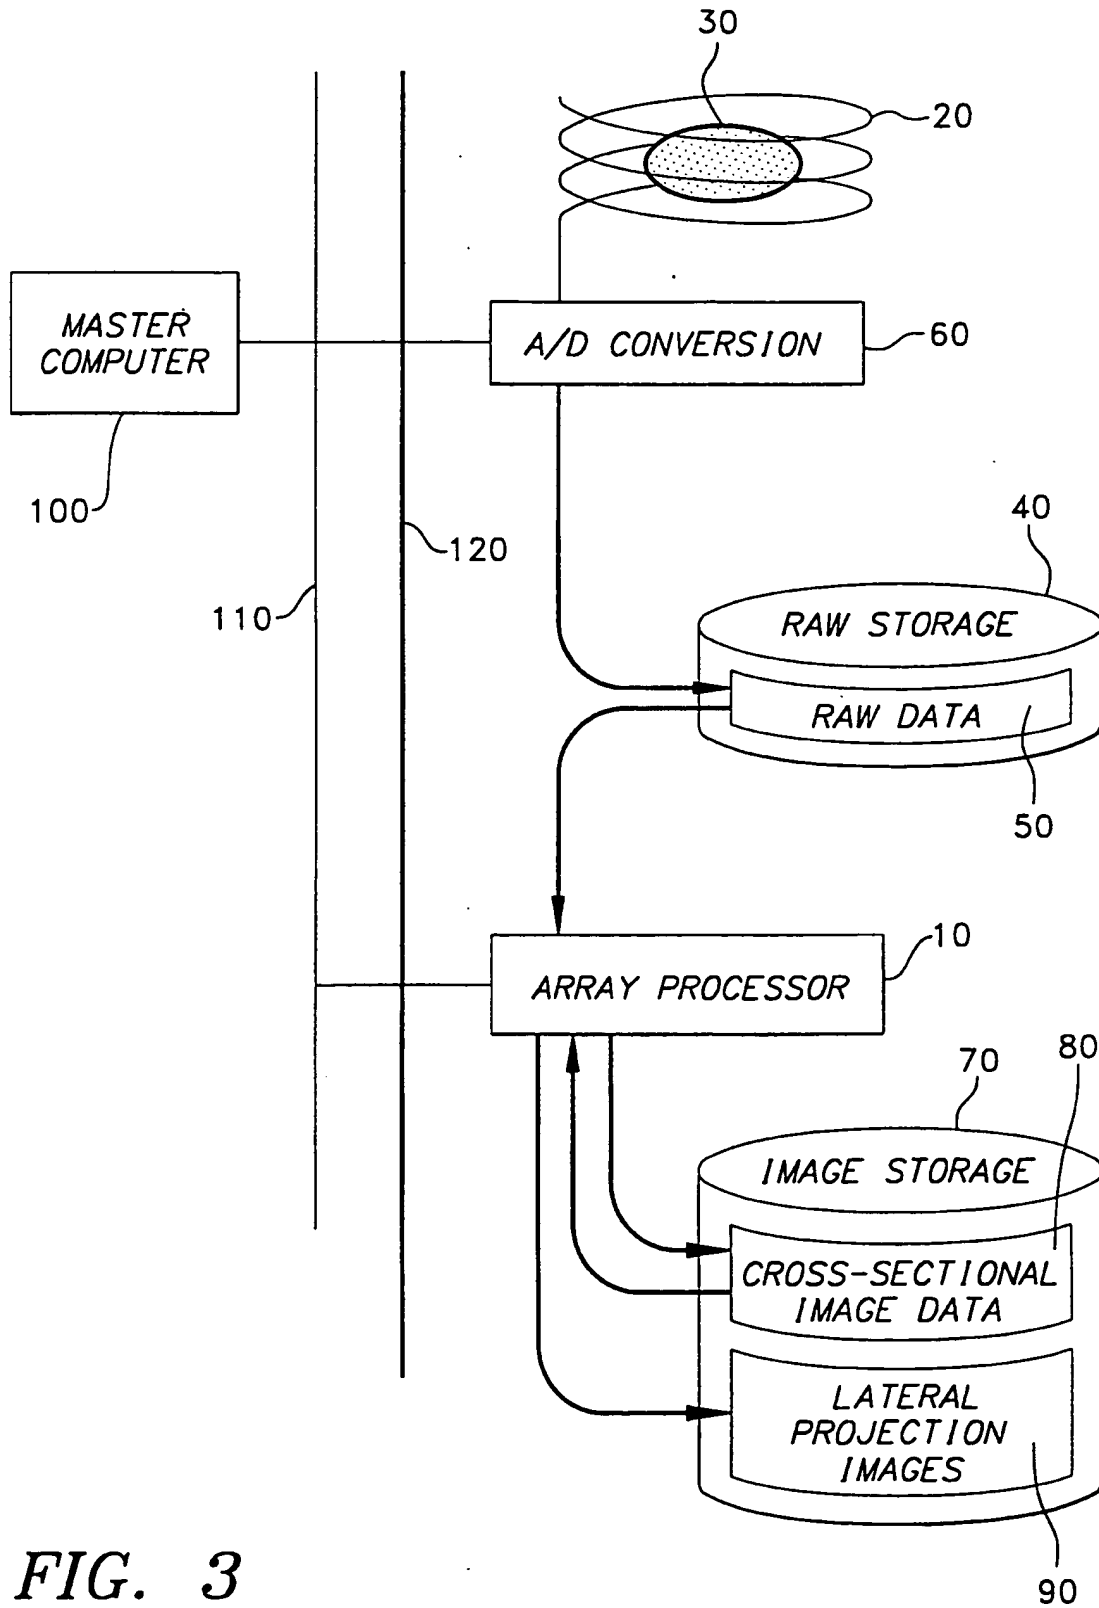 30
20
MASTER
COMPUTER
A/D CONVERSION
60
100
120
110
40
RAW STORAGE
RAW DATA
50
10
ARRAY PROCESSOR
80
70
IMAGE STORAGE
CROSS-SECTIONAL
IMAGE DATA
LATERAL
PROJECTION
IMAGES
90
FIG. 3